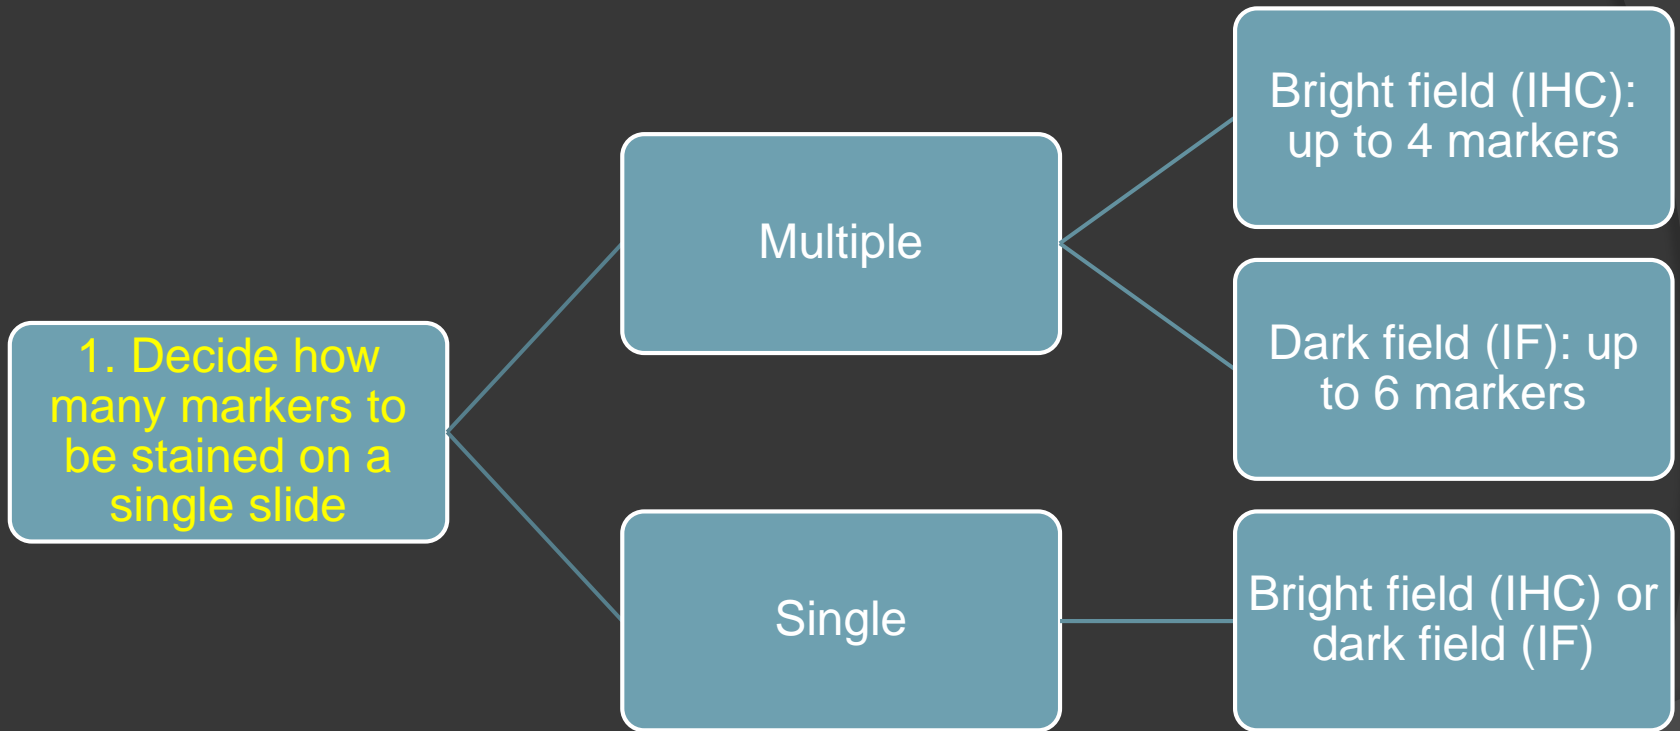 1. Decide how
many markers to
be stained on a
single slide
Multiple
Single
Bright field (IHC):
up to 4 markers
Dark field (IF): up
to 6 markers
Bright field (IHC) or
dark field (IF)